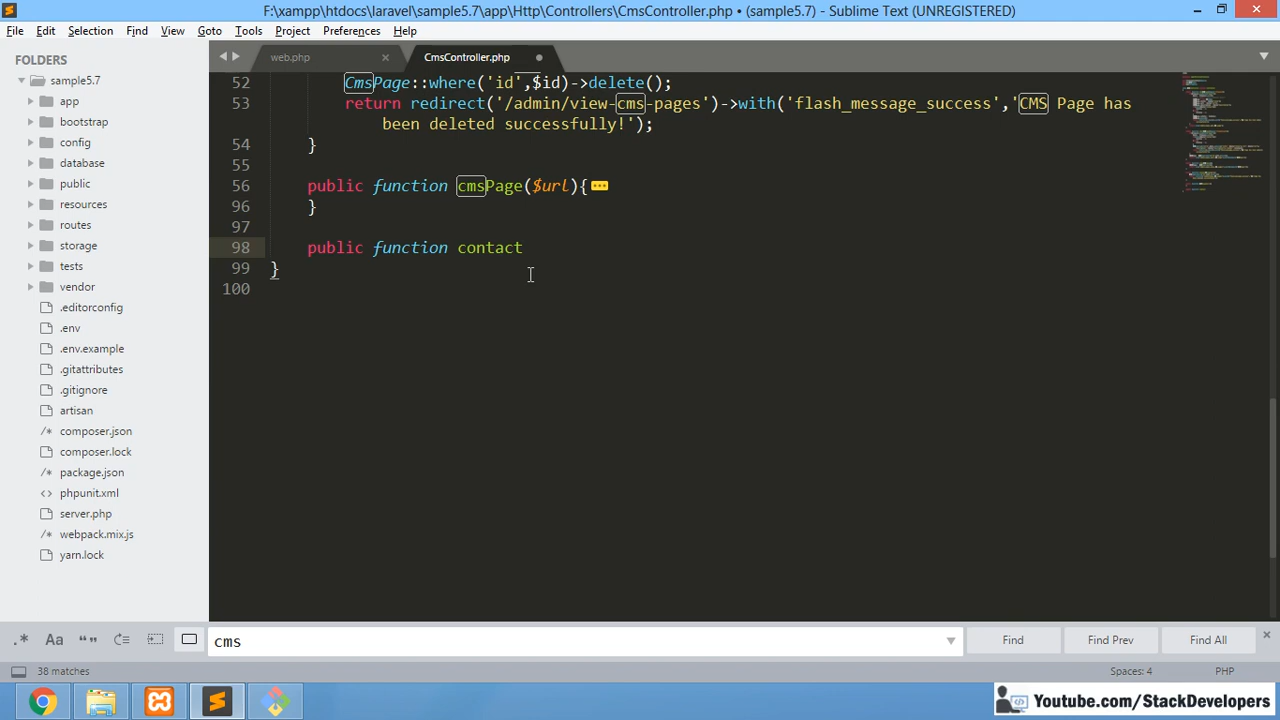 F:\xampp\htdocs\laravel\sample5.7\app\Http\Controllers\CmsController.php • (sample5.7) - Sublime Text (UNREGISTERED)
File Edit Selection Find View Goto Tools Project Preferences Help
FOLDERS
sample5.7
app
bootstrap
config
database
public
resources
routes
storage
tests
vendor
.editorconfig
.env
.env.example
.gitattributes
.gitignore
artisan
/* composer.json
composer.lock
/* package.json
<> phpunit.xml
server.php
/* webpack.mix.js
yarn.lock
web.php × CmsController.php
52 CmsPage::where('id',$id)->delete();
53 return redirect('/admin/view-cms-pages')->with('flash_message_success','CMS Page has
been deleted successfully!');
54 }
55
56 public function cmsPage($url){
96 }
97
98 public function contact
99 }
100
.* Aa “” cms Find Find Prev Find All ×
38 matches Spaces: 4 PHP
Youtube.com/StackDevelopers